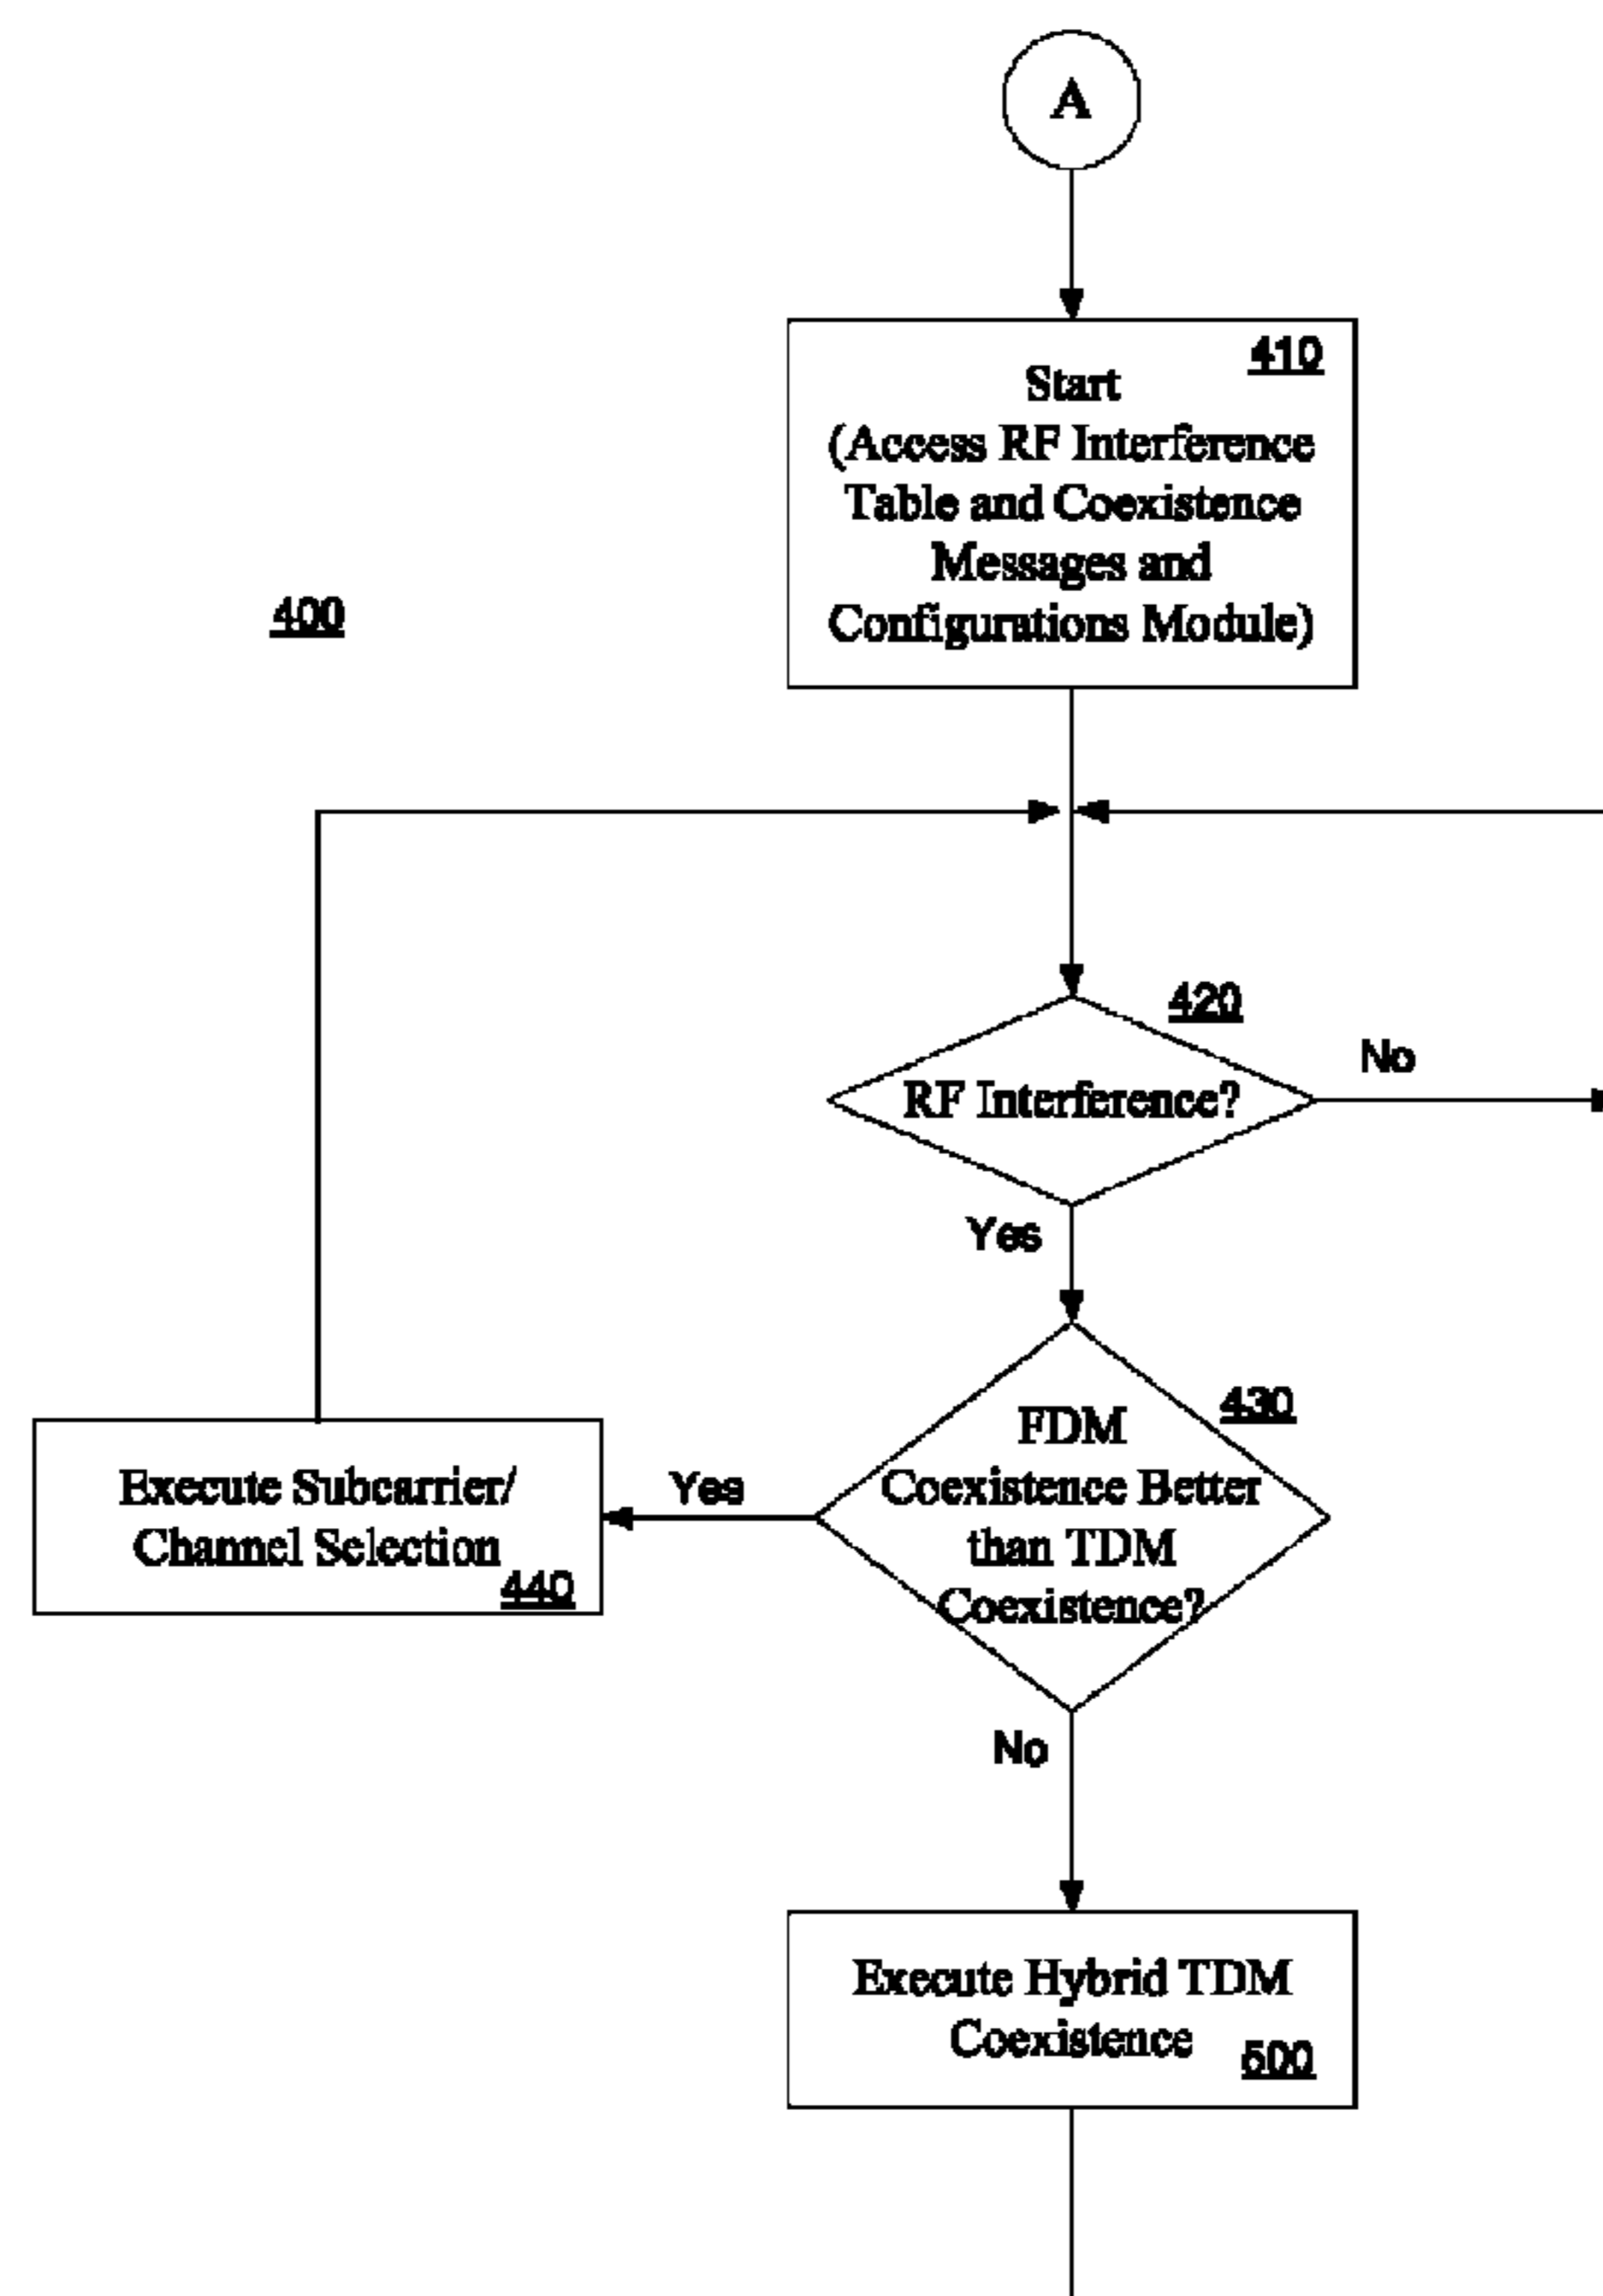 A
410
Start
(Access RF Interference
Table and Coexistence
Messages and
Configurations Module)
400
420
RF Interference?
No
Yes
430
FDM
Coexistence Better
than TDM
Coexistence?
Yes
Execute Subcarrier/
Channel Selection
440
No
Execute Hybrid TDM
Coexistence
500